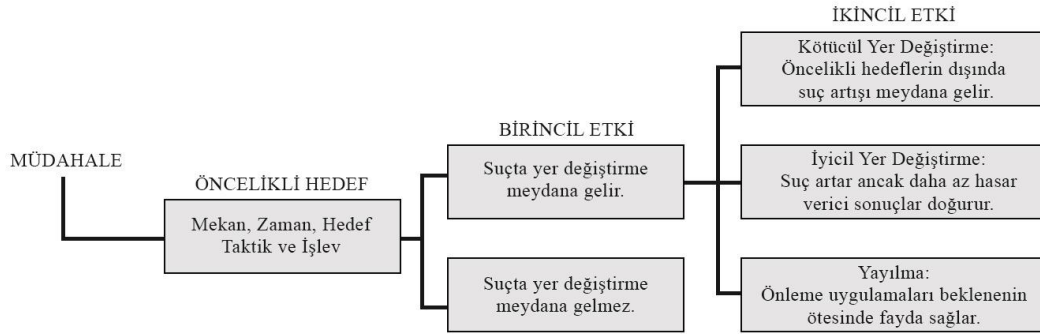 MÜDAHALE
ÖNCELİKLİ HEDEF
Mekan, Zaman, Hedef
Taktik ve İşlev
BİRİNCİL ETKİ
Suçta yer değiştirme
meydana gelir.
Suçta yer değiştirme
meydana gelmez.
İKİNCİL ETKİ
Kötücül Yer Değiştirme:
Öncelikli hedeflerin dışında
suç artışı meydana gelir.
İyicil Yer Değiştirme:
Suç artar ancak daha az hasar
verici sonuçlar doğurur.
Yayılma:
Önleme uygulamaları beklenenin
ötesinde fayda sağlar.